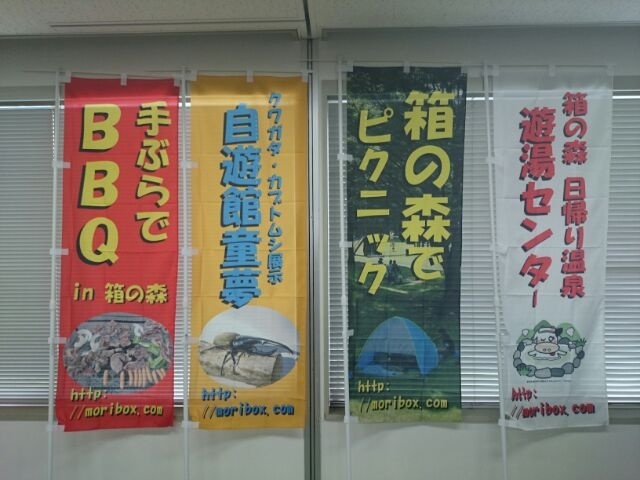 手ぶらで
BBQ
in 箱の森
http:
//moribox.com
クワガタ・カブトムシ展示
自遊館童夢
http:
//moribox.com
箱の森で
ピクニック
http:
//moribox.com
箱の森 日帰り温泉
遊湯センター
http:
//moribox.com